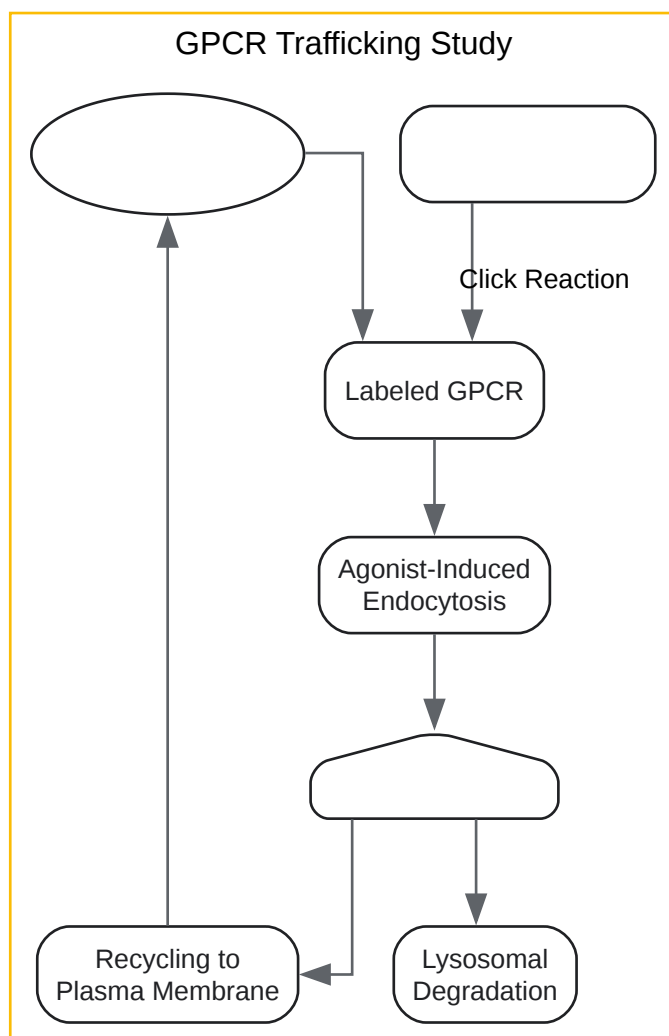 GPCR Trafficking Study
Click Reaction
Labeled GPCR
Agonist-Induced
Endocytosis
Recycling to
Plasma Membrane
Lysosomal
Degradation